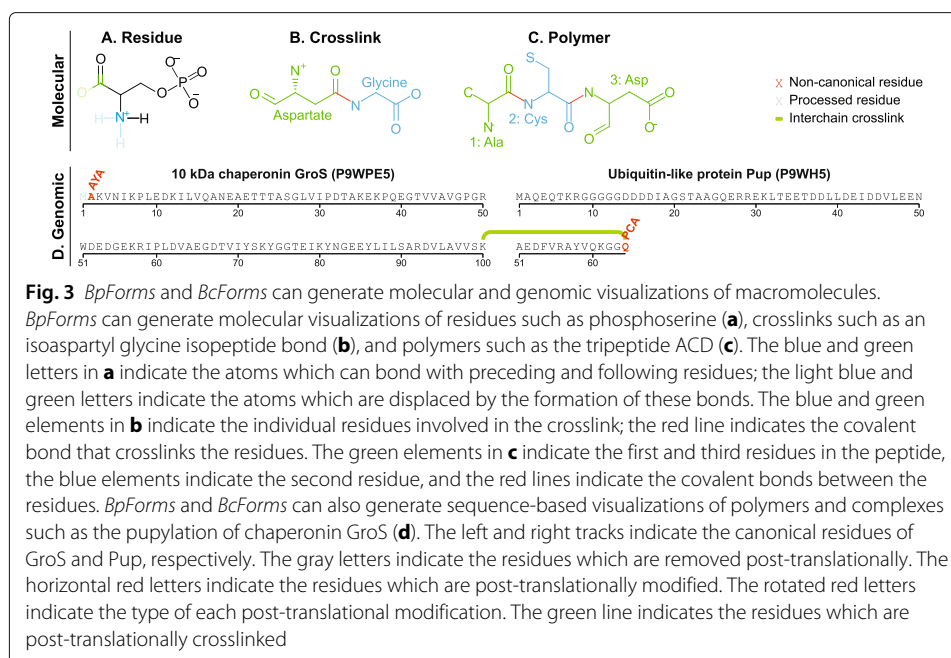 A. Residue
B. Crosslink
C. Polymer
Molecular
O
O
O⁻
P
O
O⁻
H
N⁺
H
H
N⁺
O
O
Aspartate
N
Glycine
O
O
S
O
C
N
1: Ala
N
2: Cys
O
N
3: Asp
O
O
O⁻
X Non-canonical residue
X Processed residue
Interchain crosslink
D. Genomic
10 kDa chaperonin GroS (P9WPE5)
Ubiquitin-like protein Pup (P9WH5)
AYA
MAKVNIKPLEDKILVQANEAETTTASGLVIPDTAKEKPQEGTVVAVGPGR
MAQEQTKRGGGGGDDDDIAGSTAAGQERREKLTEETDDLLDEIDDVLEEN
1 10 20 30 40 50
1 10 20 30 40 50
PCA
WDEDGEKRIPLDVAEGDTVIYSKYGGTEIKYNGEEYLILSARDVLAVVSK
AEDFVRAYVQKGGQ
51 60 70 80 90 100
51 60
Fig. 3 BpForms and BcForms can generate molecular and genomic visualizations of macromolecules.
BpForms can generate molecular visualizations of residues such as phosphoserine (a), crosslinks such as an
isoaspartyl glycine isopeptide bond (b), and polymers such as the tripeptide ACD (c). The blue and green
letters in a indicate the atoms which can bond with preceding and following residues; the light blue and
green letters indicate the atoms which are displaced by the formation of these bonds. The blue and green
elements in b indicate the individual residues involved in the crosslink; the red line indicates the covalent
bond that crosslinks the residues. The green elements in c indicate the first and third residues in the peptide,
the blue elements indicate the second residue, and the red lines indicate the covalent bonds between the
residues. BpForms and BcForms can also generate sequence-based visualizations of polymers and complexes
such as the pupylation of chaperonin GroS (d). The left and right tracks indicate the canonical residues of
GroS and Pup, respectively. The gray letters indicate the residues which are removed post-translationally. The
horizontal red letters indicate the residues which are post-translationally modified. The rotated red letters
indicate the type of each post-translational modification. The green line indicates the residues which are
post-translationally crosslinked